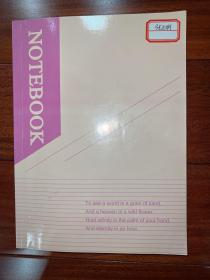 NOTEBOOK
To see a world in a grain of sand.
And a heaven in a wild flower.
Hold infinity in the palm of your hand.
And eternity in an hour.